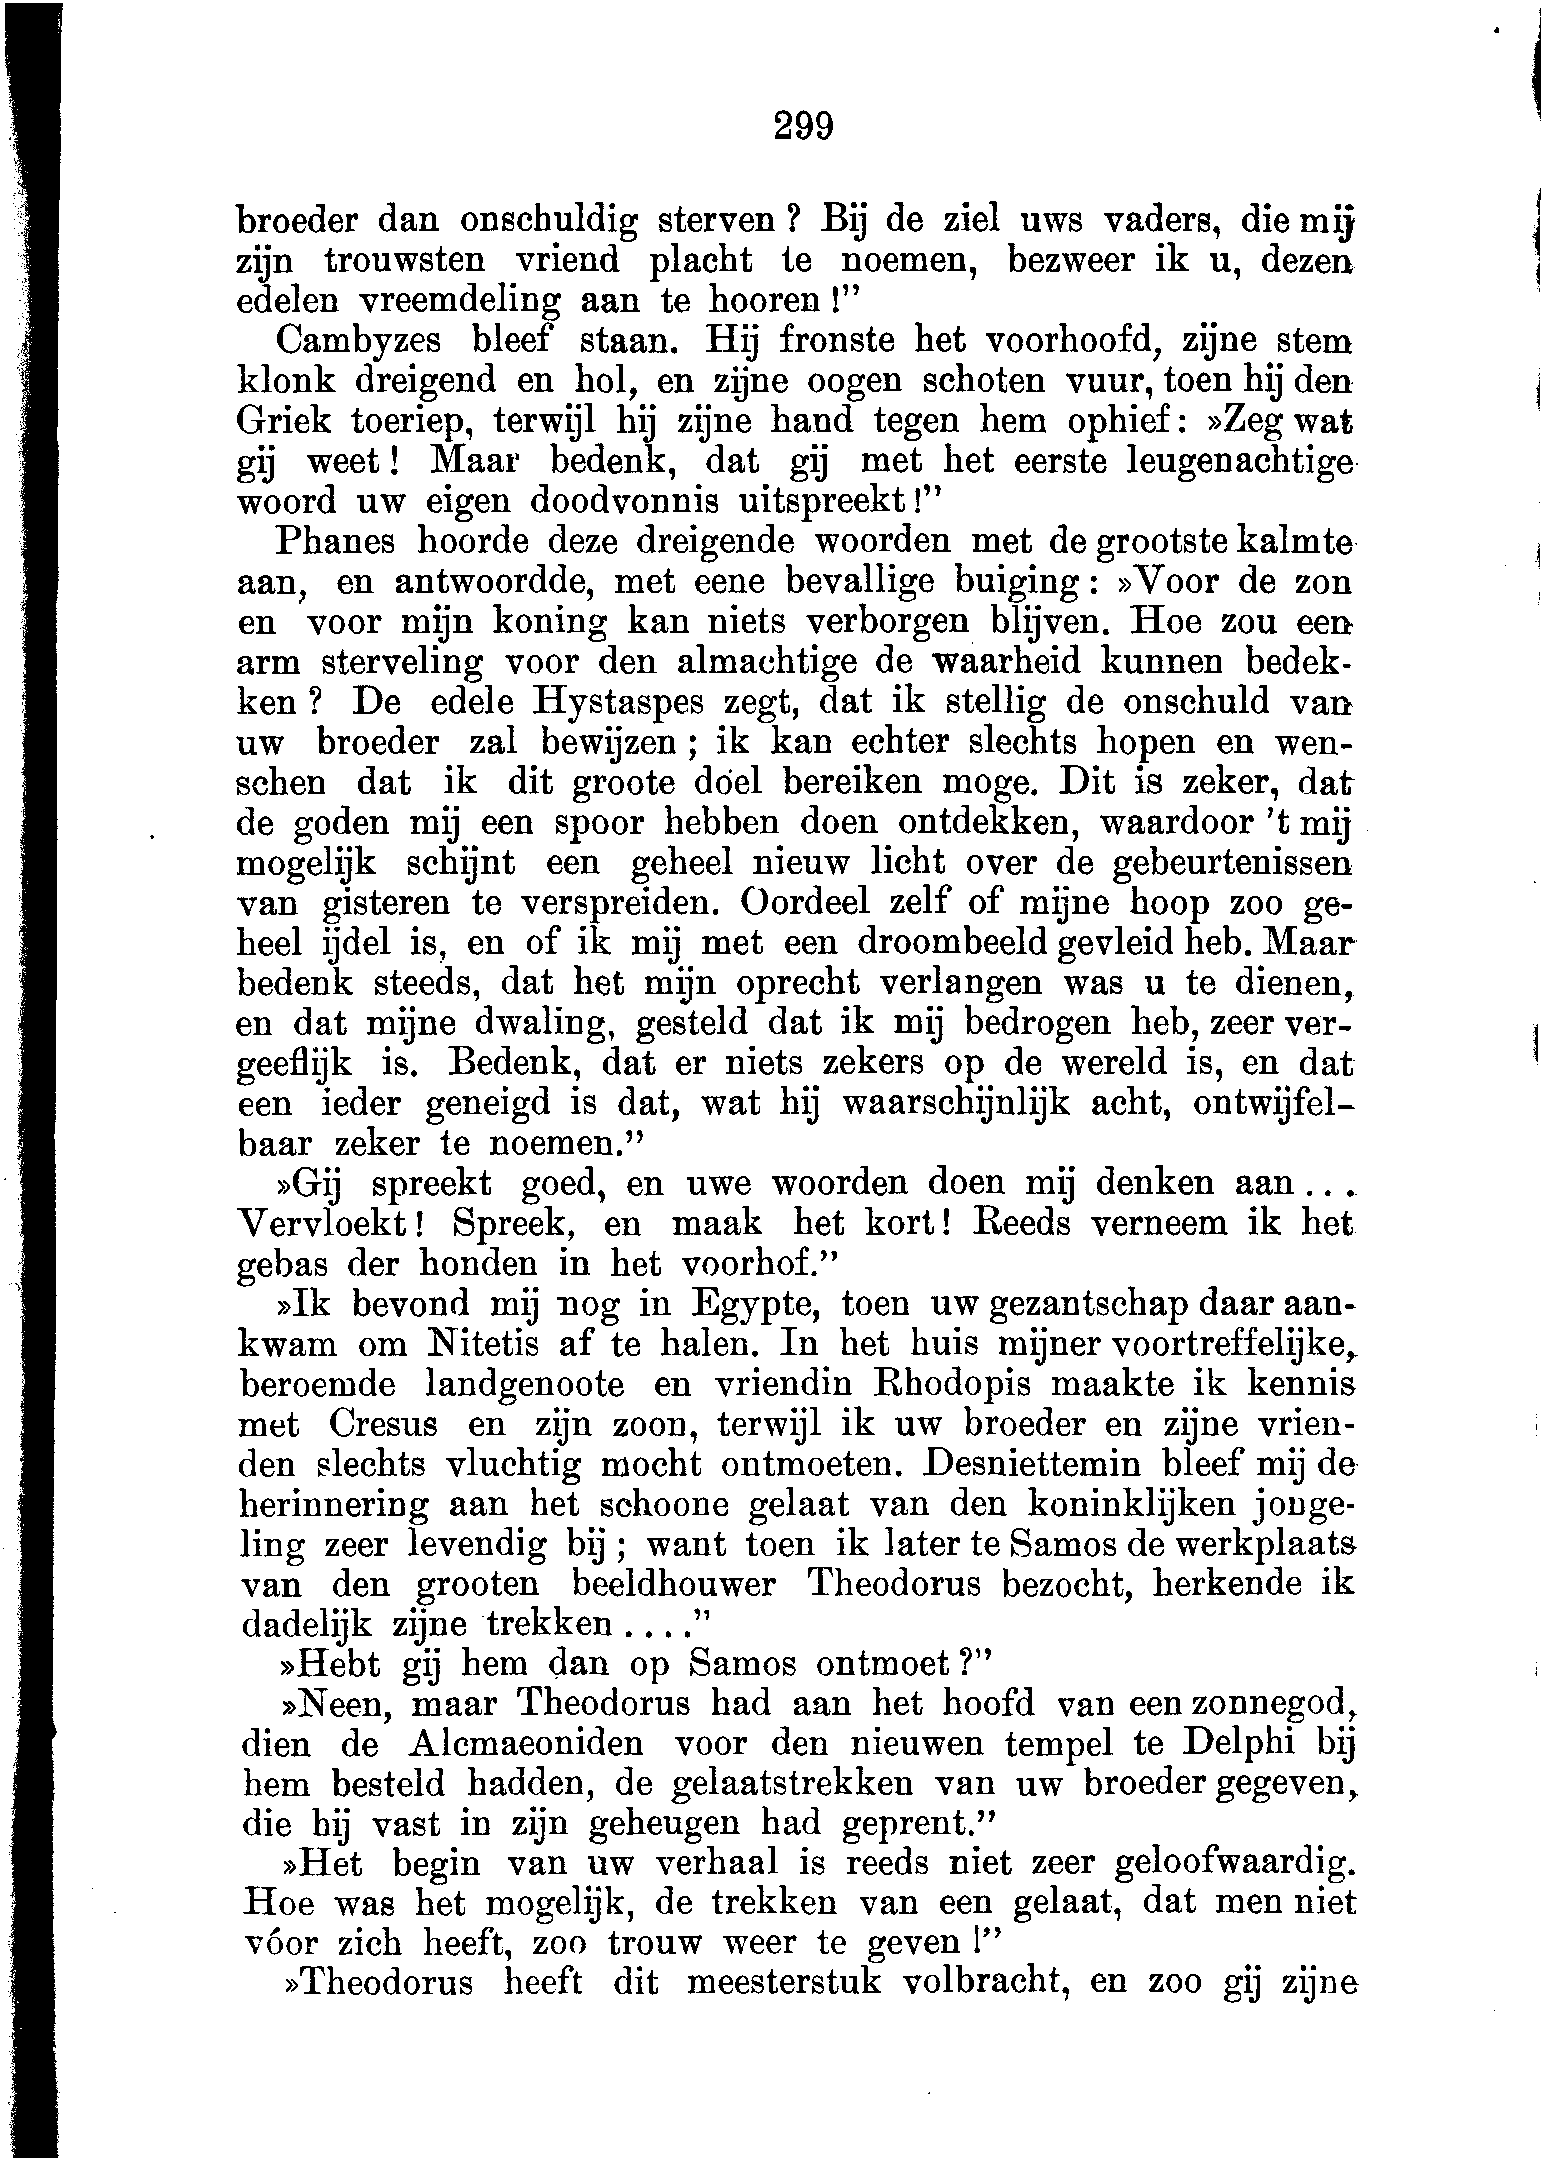 299
broeder dan onschuldig sterven? Bij de ziel uws vaders, die mij
zijn trouwsten vriend placht te noemen, bezweer ik u, dezen
edelen vreemdeling aan te hooren!”
Cambyzes bleef staan. Hij fronste het voorhoofd, zijne stem
klonk dreigend en hol, en zijne oogen schoten vuur, toen hij den
Griek toeriep, terwijl hij zijne hand tegen hem ophief: »Zeg wat
gij weet! Maar bedenk, dat gij met het eerste leugenachtige
woord uw eigen doodvonnis uitspreekt!”
Phanes hoorde deze dreigende woorden met de grootste kalmte
aan, en antwoordde, met eene bevallige buiging: »Voor de zon
en voor mijn koning kan niets verborgen blijven. Hoe zou een
arm sterveling voor den almachtige de waarheid kunnen bedek-
ken? De edele Hystaspes zegt, dat ik stellig de onschuld van
uw broeder zal bewijzen; ik kan echter slechts hopen en wen-
schen dat ik dit groote doel bereiken moge. Dit is zeker, dat
de goden mij een spoor hebben doen ontdekken, waardoor 't mij
mogelijk schijnt een geheel nieuw licht over de gebeurtenissen
van gisteren te verspreiden. Oordeel zelf of mijne hoop zoo ge-
heel ijdel is, en of ik mij met een droombeeld gevleid heb. Maar
bedenk steeds, dat het mijn oprecht verlangen was u te dienen,
en dat mijne dwaling, gesteld dat ik mij bedrogen heb, zeer ver-
geeflijk is. Bedenk, dat er niets zekers op de wereld is, en dat
een ieder geneigd is dat, wat hij waarschijnlijk acht, ontwijfel-
baar zeker te noemen.”
»Gij spreekt goed, en uwe woorden doen mij denken aan...
Vervloekt! Spreek, en maak het kort! Reeds verneem ik het
gebas der honden in het voorhof.”
»Ik bevond mij nog in Egypte, toen uw gezantschap daar aan-
kwam om Nitetis af te halen. In het huis mijner voortreffelijke,
beroemde landgenoote en vriendin Rhodopis maakte ik kennis
met Cresus en zijn zoon, terwijl ik uw broeder en zijne vrien-
den slechts vluchtig mocht ontmoeten. Desniettemin bleef mij de
herinnering aan het schoone gelaat van den koninklijken jonge-
ling zeer levendig bij; want toen ik later te Samos de werkplaats
van den grooten beeldhouwer Theodorus bezocht, herkende ik
dadelijk zijne trekken....”
»Hebt gij hem dan op Samos ontmoet?”
»Neen, maar Theodorus had aan het hoofd van een zonnegod,
dien de Alcmaeoniden voor den nieuwen tempel te Delphi bij
hem besteld hadden, de gelaatstrekken van uw broeder gegeven,
die hij vast in zijn geheugen had geprent.”
»Het begin van uw verhaal is reeds niet zeer geloofwaardig.
Hoe was het mogelijk, de trekken van een gelaat, dat men niet
vóor zich heeft, zoo trouw weer te geven!”
»Theodorus heeft dit meesterstuk volbracht, en zoo gij zijne